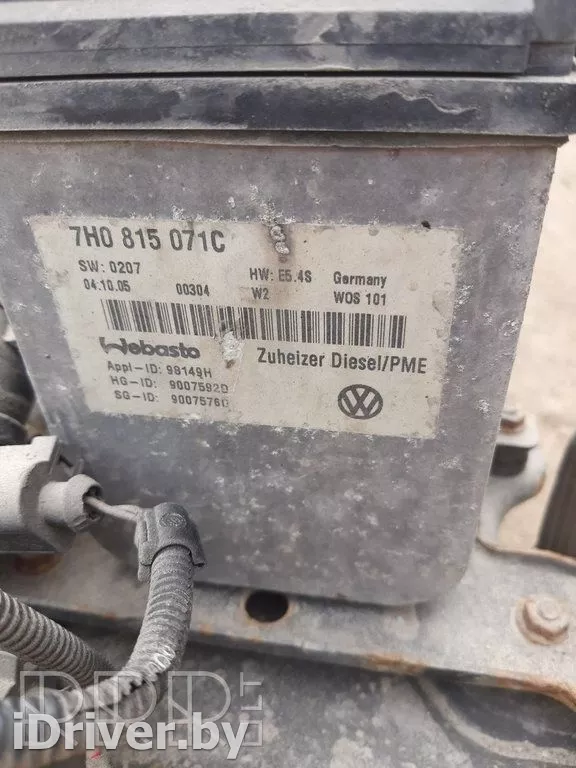 7H0 815 071C
SW: 0207 HW: E5.4S Germany
04.10.05 00304 W2 WOS 101
Webasto Zuheizer Diesel/PME
Appl-ID: 98149H
HG-ID: 9007592D
SG-ID: 9007576D
iDriver.by